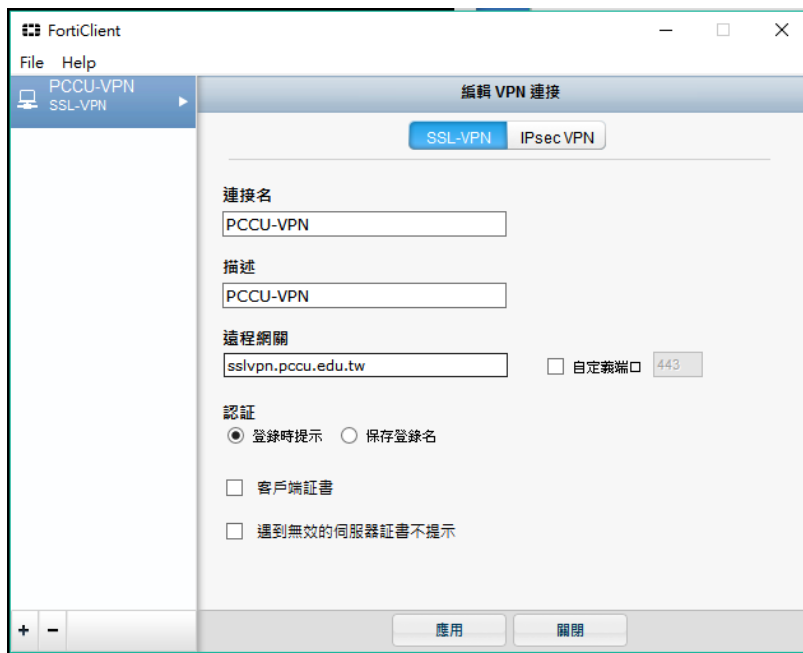 FortiClient
File Help
PCCU-VPN
SSL-VPN
編輯 VPN 連接
SSL-VPN IPsec VPN
連接名
PCCU-VPN
描述
PCCU-VPN
遠程網關
sslvpn.pccu.edu.tw 自定義端口 443
認証
登錄時提示 保存登錄名
客戶端証書
遇到無效的伺服器証書不提示
+ − 應用 關閉